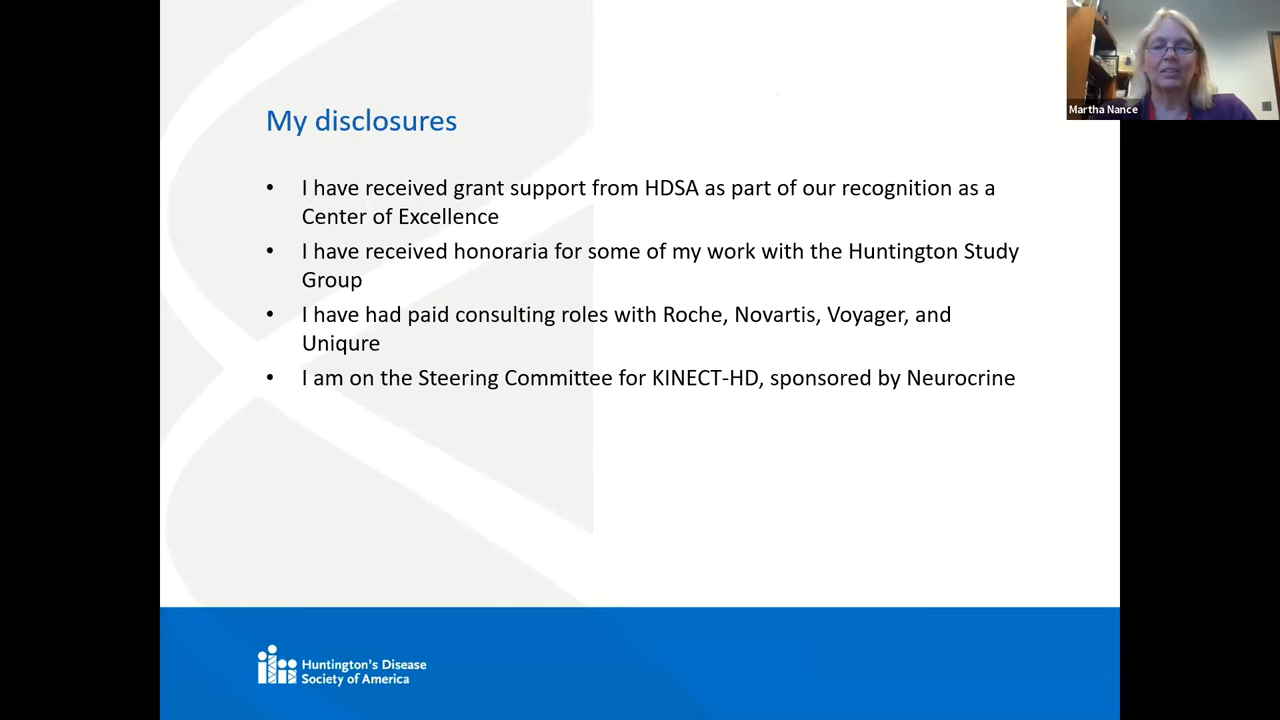 My disclosures
Martha Nance
• I have received grant support from HDSA as part of our recognition as a
Center of Excellence
• I have received honoraria for some of my work with the Huntington Study
Group
• I have had paid consulting roles with Roche, Novartis, Voyager, and
Uniqure
• I am on the Steering Committee for KINECT-HD, sponsored by Neurocrine
Huntington's Disease
Society of America